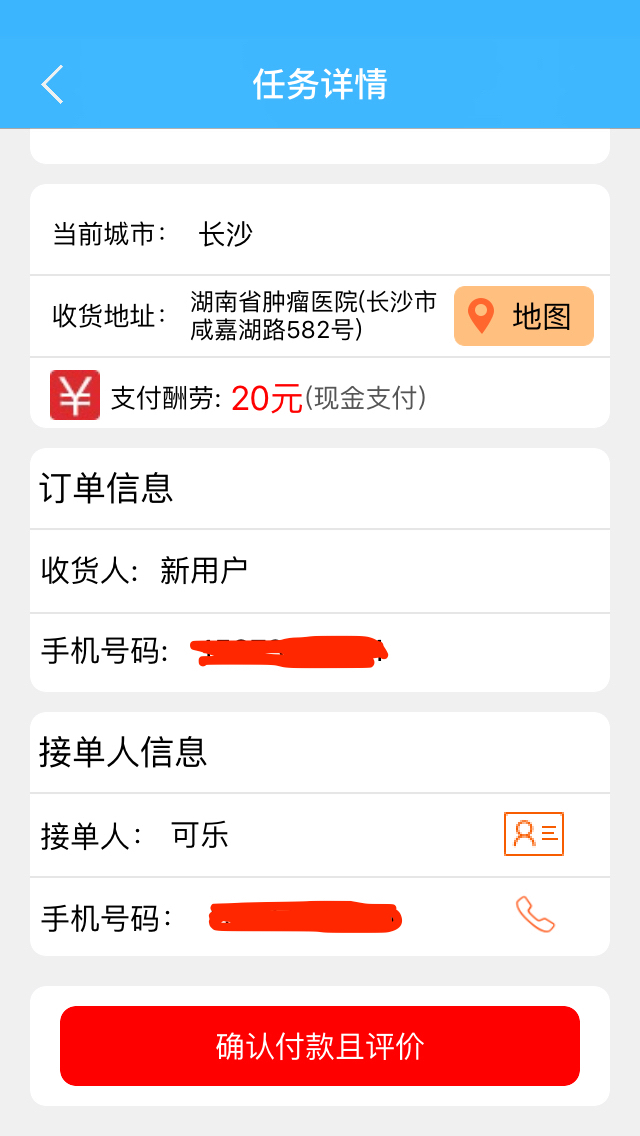 任务详情
当前城市： 长沙
收货地址： 湖南省肿瘤医院(长沙市
咸嘉湖路582号)
地图
支付酬劳: 20元(现金支付)
订单信息
收货人: 新用户
手机号码:
接单人信息
接单人： 可乐
手机号码：
确认付款且评价